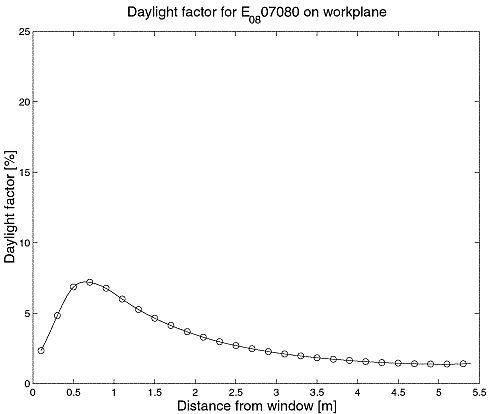 Daylight factor for E0807080 on workplane
25
20
15
10
5
0
Daylight factor [%]
0 0.5 1 1.5 2 2.5 3 3.5 4 4.5 5 5.5
Distance from window [m]